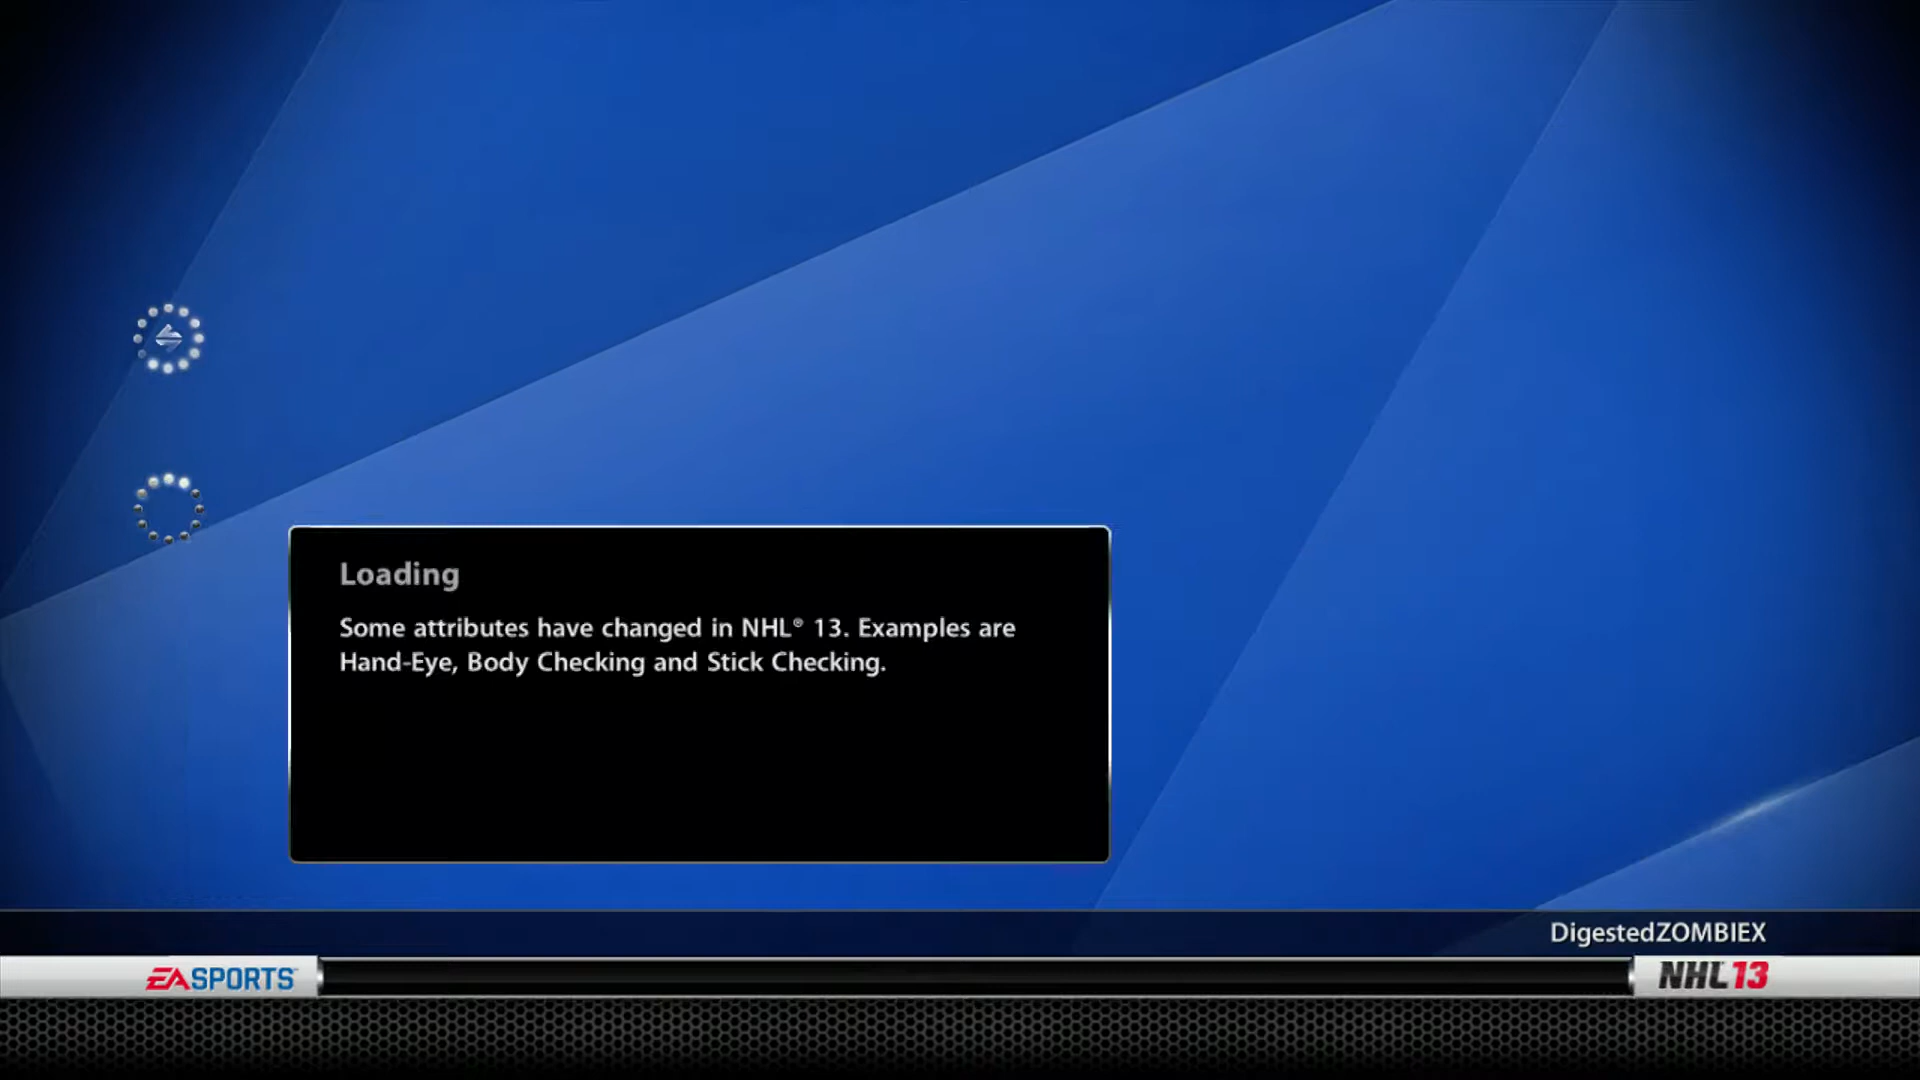 Loading
Some attributes have changed in NHL® 13. Examples are
Hand-Eye, Body Checking and Stick Checking.
DigestedZOMBIEX
EA SPORTS
NHL 13